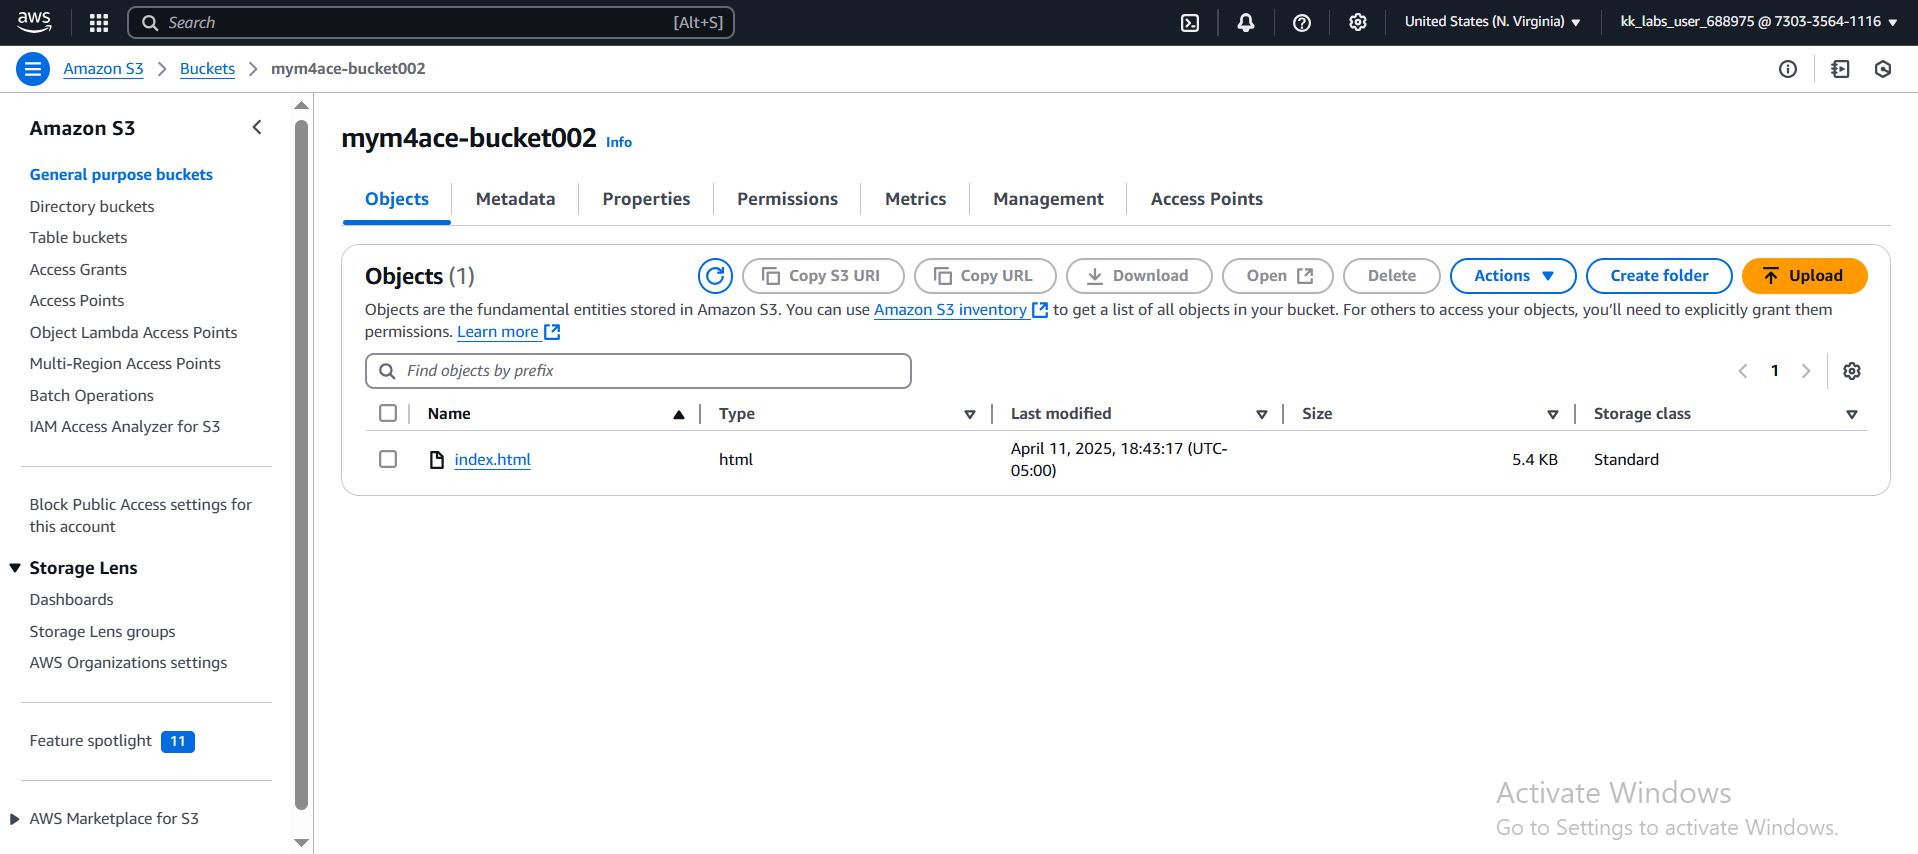 aws
Search
[Alt+S]
United States (N. Virginia)
kk_labs_user_688975 @ 7303-3564-1116
Amazon S3
Buckets
mym4ace-bucket002
Amazon S3
General purpose buckets
Directory buckets
Table buckets
Access Grants
Access Points
Object Lambda Access Points
Multi-Region Access Points
Batch Operations
IAM Access Analyzer for S3
Block Public Access settings for
this account
Storage Lens
Dashboards
Storage Lens groups
AWS Organizations settings
Feature spotlight 11
AWS Marketplace for S3
mym4ace-bucket002 Info
Objects
Metadata
Properties
Permissions
Metrics
Management
Access Points
Objects (1)
Copy S3 URI
Copy URL
Download
Open
Delete
Actions
Create folder
Upload
Objects are the fundamental entities stored in Amazon S3. You can use Amazon S3 inventory to get a list of all objects in your bucket. For others to access your objects, you'll need to explicitly grant them
permissions. Learn more
Find objects by prefix
1
Name
Type
Last modified
Size
Storage class
index.html
html
April 11, 2025, 18:43:17 (UTC-
05:00)
5.4 KB
Standard
Activate Windows
Go to Settings to activate Windows.